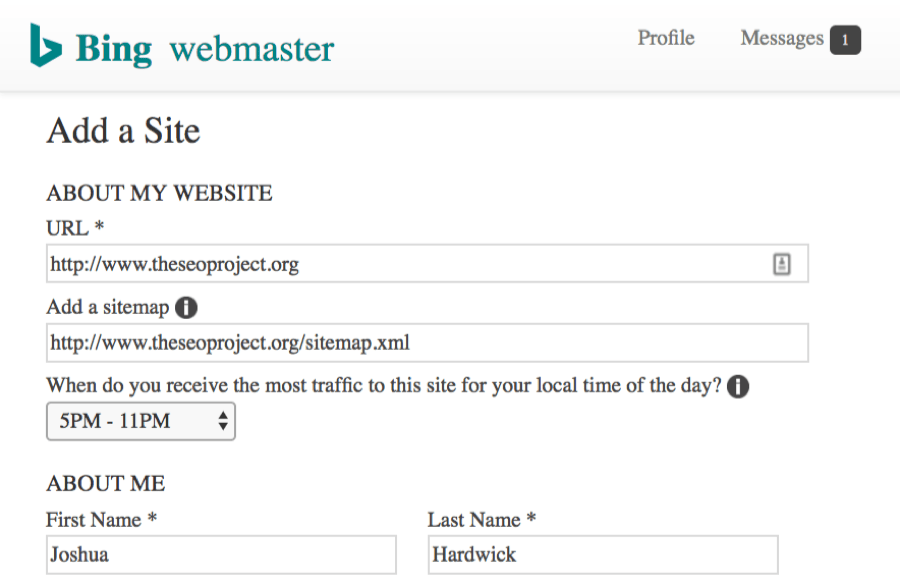 Bing webmaster
Profile Messages 1
Add a Site
ABOUT MY WEBSITE
URL *
http://www.theseoproject.org
Add a sitemap
http://www.theseoproject.org/sitemap.xml
When do you receive the most traffic to this site for your local time of the day?
5PM - 11PM
ABOUT ME
First Name * Last Name *
Joshua Hardwick